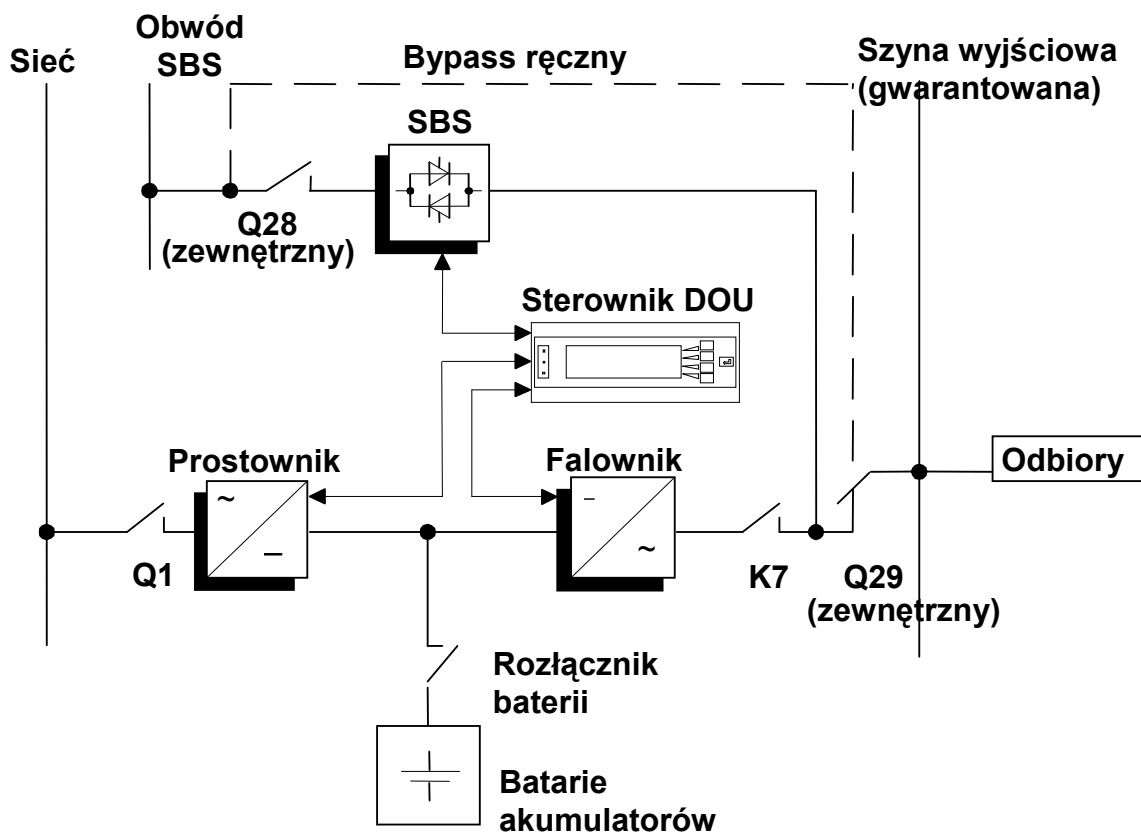 Sieć
Obwód
SBS
Bypass ręczny
Szyna wyjściowa
(gwarantowana)
SBS
Q28
(zewnętrzny)
Sterownik DOU
Prostownik
Falownik
Odbiory
~
–
–
~
Q1
K7
Q29
(zewnętrzny)
Rozłącznik
baterii
Batarie
akumulatorów